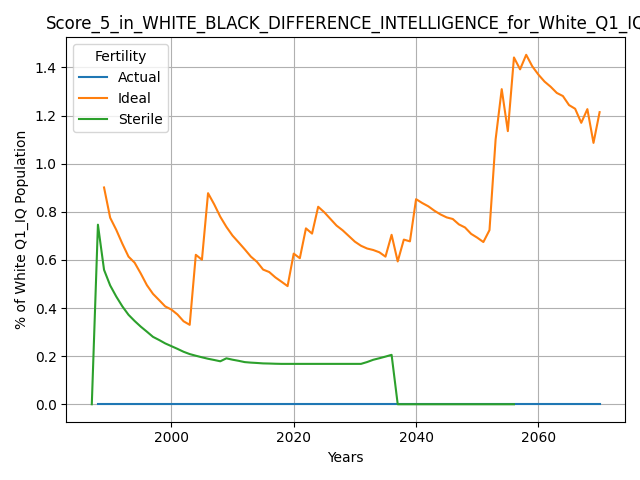 Score_5_in_WHITE_BLACK_DIFFERENCE_INTELLIGENCE_for_White_Q1_IQ
Fertility
Actual
Ideal
Sterile
% of White Q1_IQ Population
1.4
1.2
1.0
0.8
0.6
0.4
0.2
0.0
2000
2020
2040
2060
Years